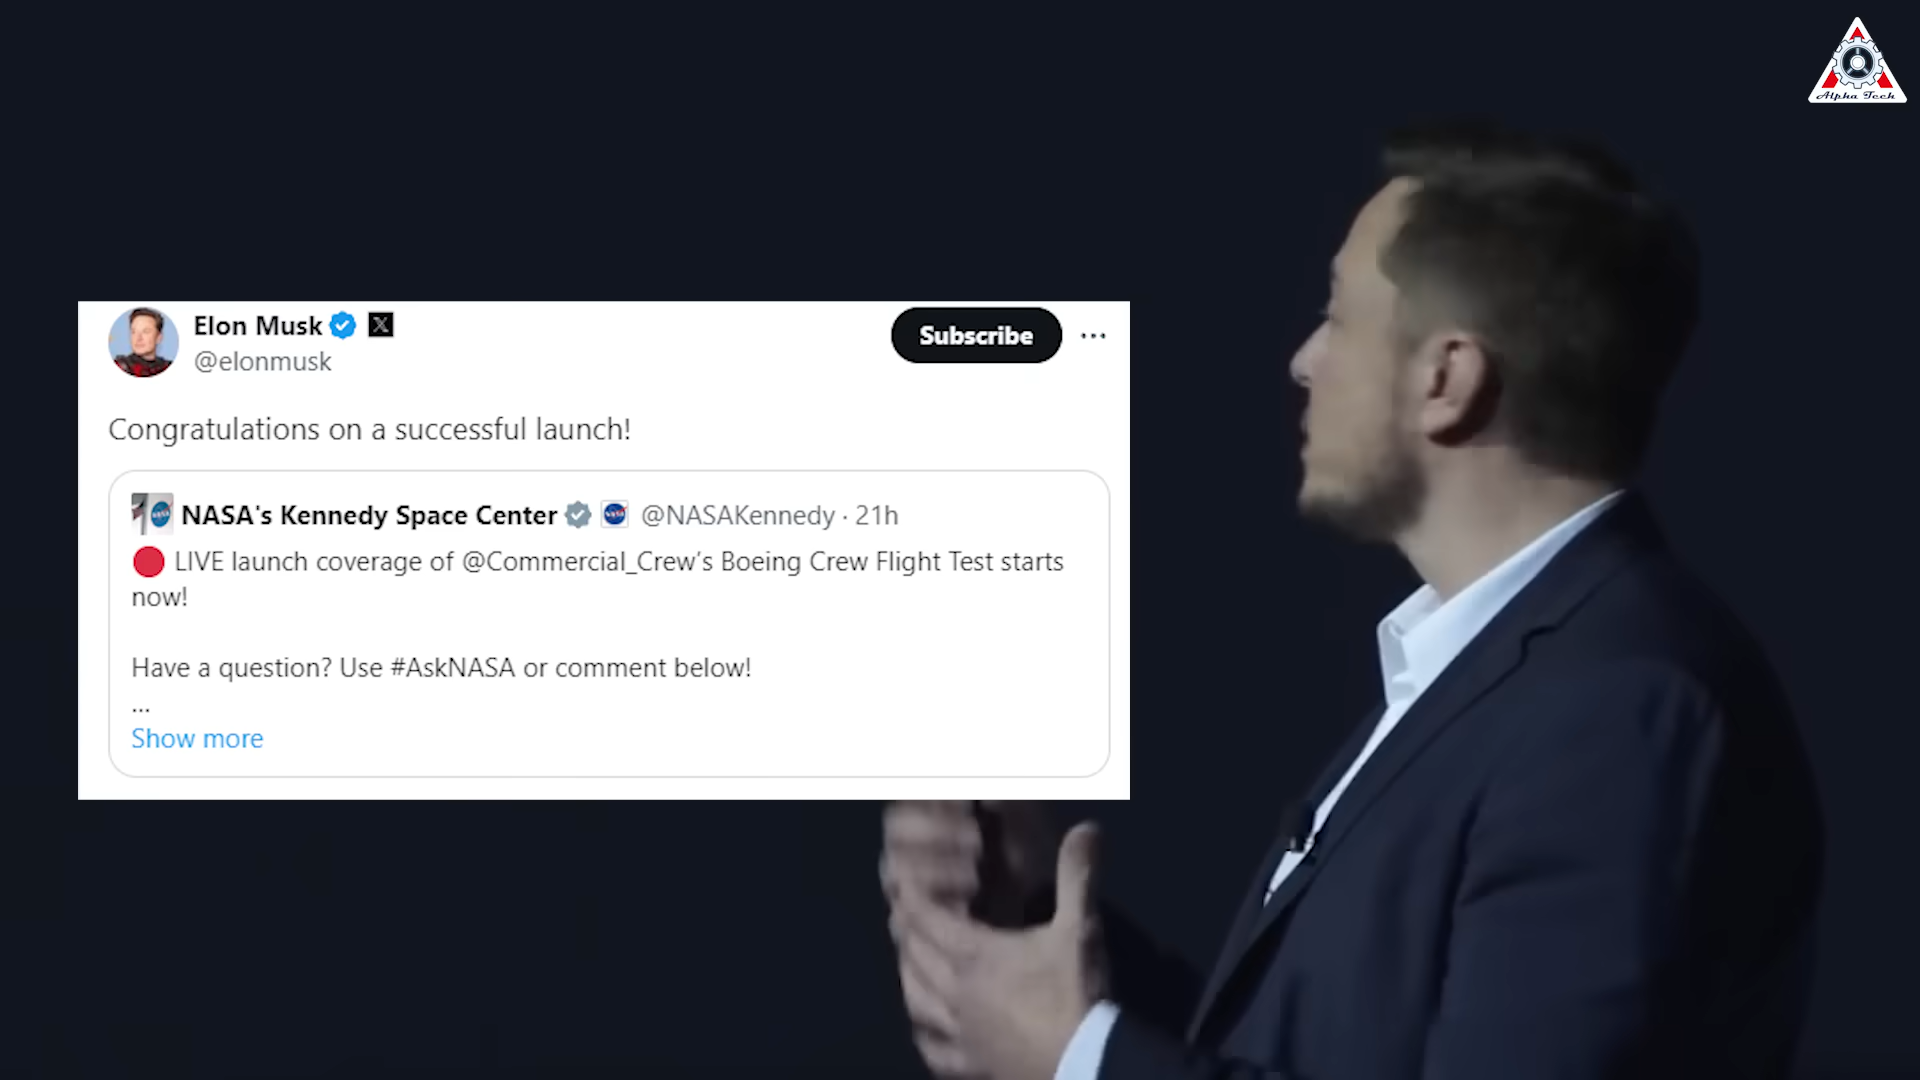 Alpha Tech
Elon Musk
@elonmusk
Subscribe
Congratulations on a successful launch!
NASA's Kennedy Space Center @NASAKennedy · 21h
LIVE launch coverage of @Commercial_Crew's Boeing Crew Flight Test starts
now!
Have a question? Use #AskNASA or comment below!
...
Show more